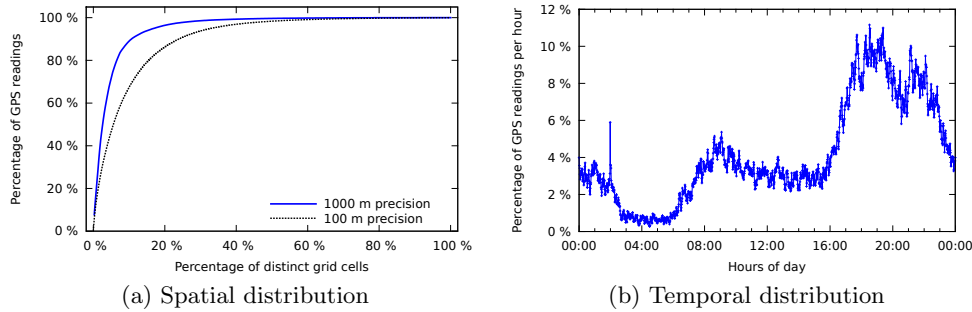 100 %
80 %
60 %
40 %
20 %
0 %
Percentage of GPS readings
1000 m precision
100 m precision
0 % 20 % 40 % 60 % 80 % 100 %
Percentage of distinct grid cells
(a) Spatial distribution
12 %
10 %
8 %
6 %
4 %
2 %
0 %
Percentage of GPS readings per hour
00:00 04:00 08:00 12:00 16:00 20:00 00:00
Hours of day
(b) Temporal distribution